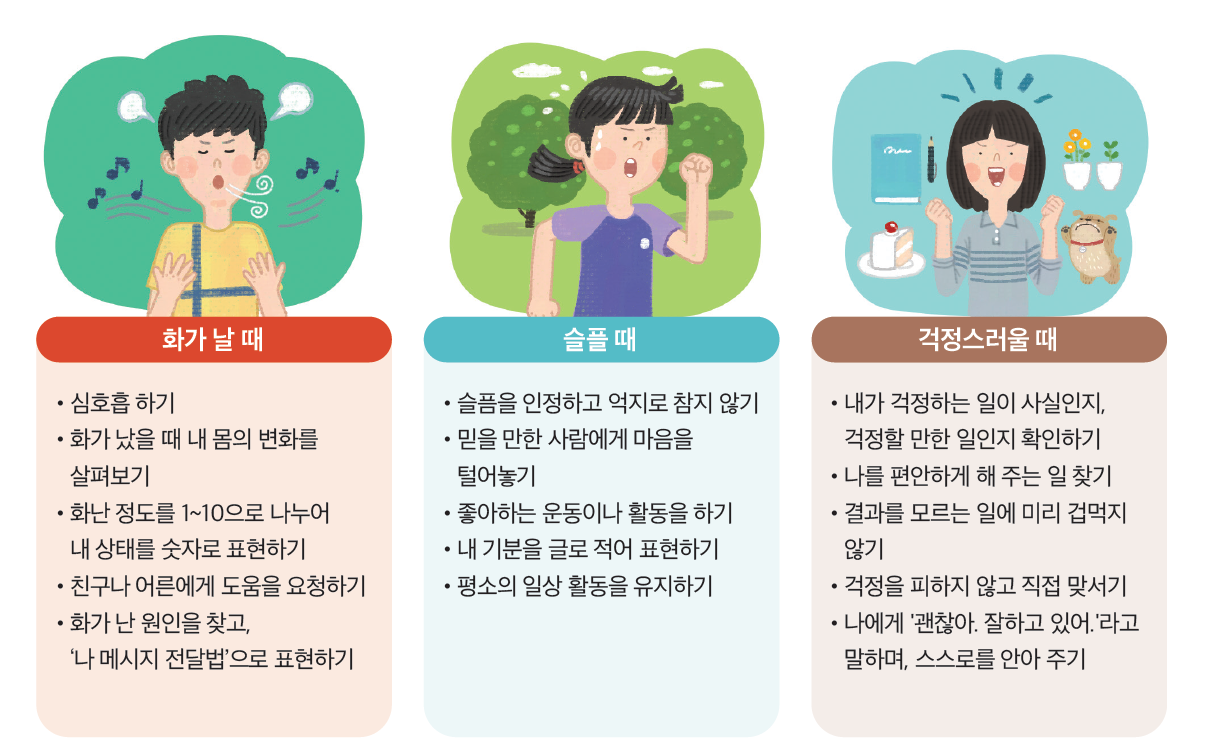 화가 날 때
• 심호흡 하기
• 화가 났을 때 내 몸의 변화를
살펴보기
• 화난 정도를 1~10으로 나누어
내 상태를 숫자로 표현하기
• 친구나 어른에게 도움을 요청하기
• 화가 난 원인을 찾고,
‘나 메시지 전달법’으로 표현하기
슬플 때
• 슬픔을 인정하고 억지로 참지 않기
• 믿을 만한 사람에게 마음을
털어놓기
• 좋아하는 운동이나 활동을 하기
• 내 기분을 글로 적어 표현하기
• 평소의 일상 활동을 유지하기
걱정스러울 때
• 내가 걱정하는 일이 사실인지,
걱정할 만한 일인지 확인하기
• 나를 편안하게 해 주는 일 찾기
• 결과를 모르는 일에 미리 겁먹지
않기
• 걱정을 피하지 않고 직접 맞서기
• 나에게 '괜찮아. 잘하고 있어.'라고
말하며, 스스로를 안아 주기